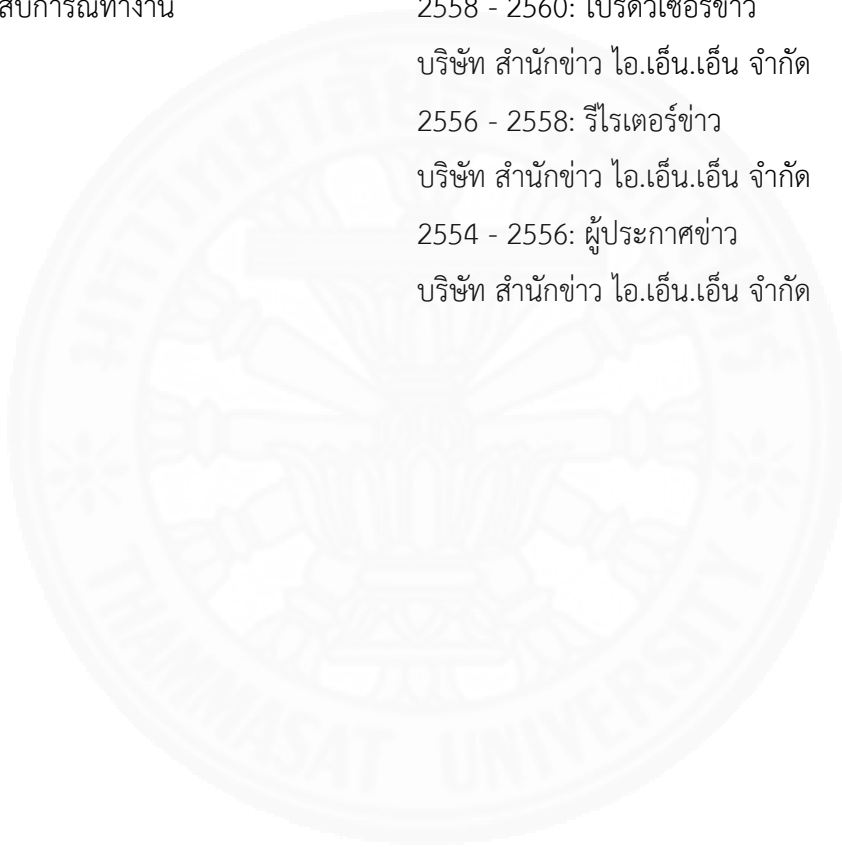 สบการณ์ทำงาน 2558 - 2560: โปรดิวเซอร์ข่าว
บริษัท สำนักข่าว ไอ.เอ็น.เอ็น จำกัด
2556 - 2558: รีไรเตอร์ข่าว
บริษัท สำนักข่าว ไอ.เอ็น.เอ็น จำกัด
2554 - 2556: ผู้ประกาศข่าว
บริษัท สำนักข่าว ไอ.เอ็น.เอ็น จำกัด
THAMMASAT UNIVERSITY